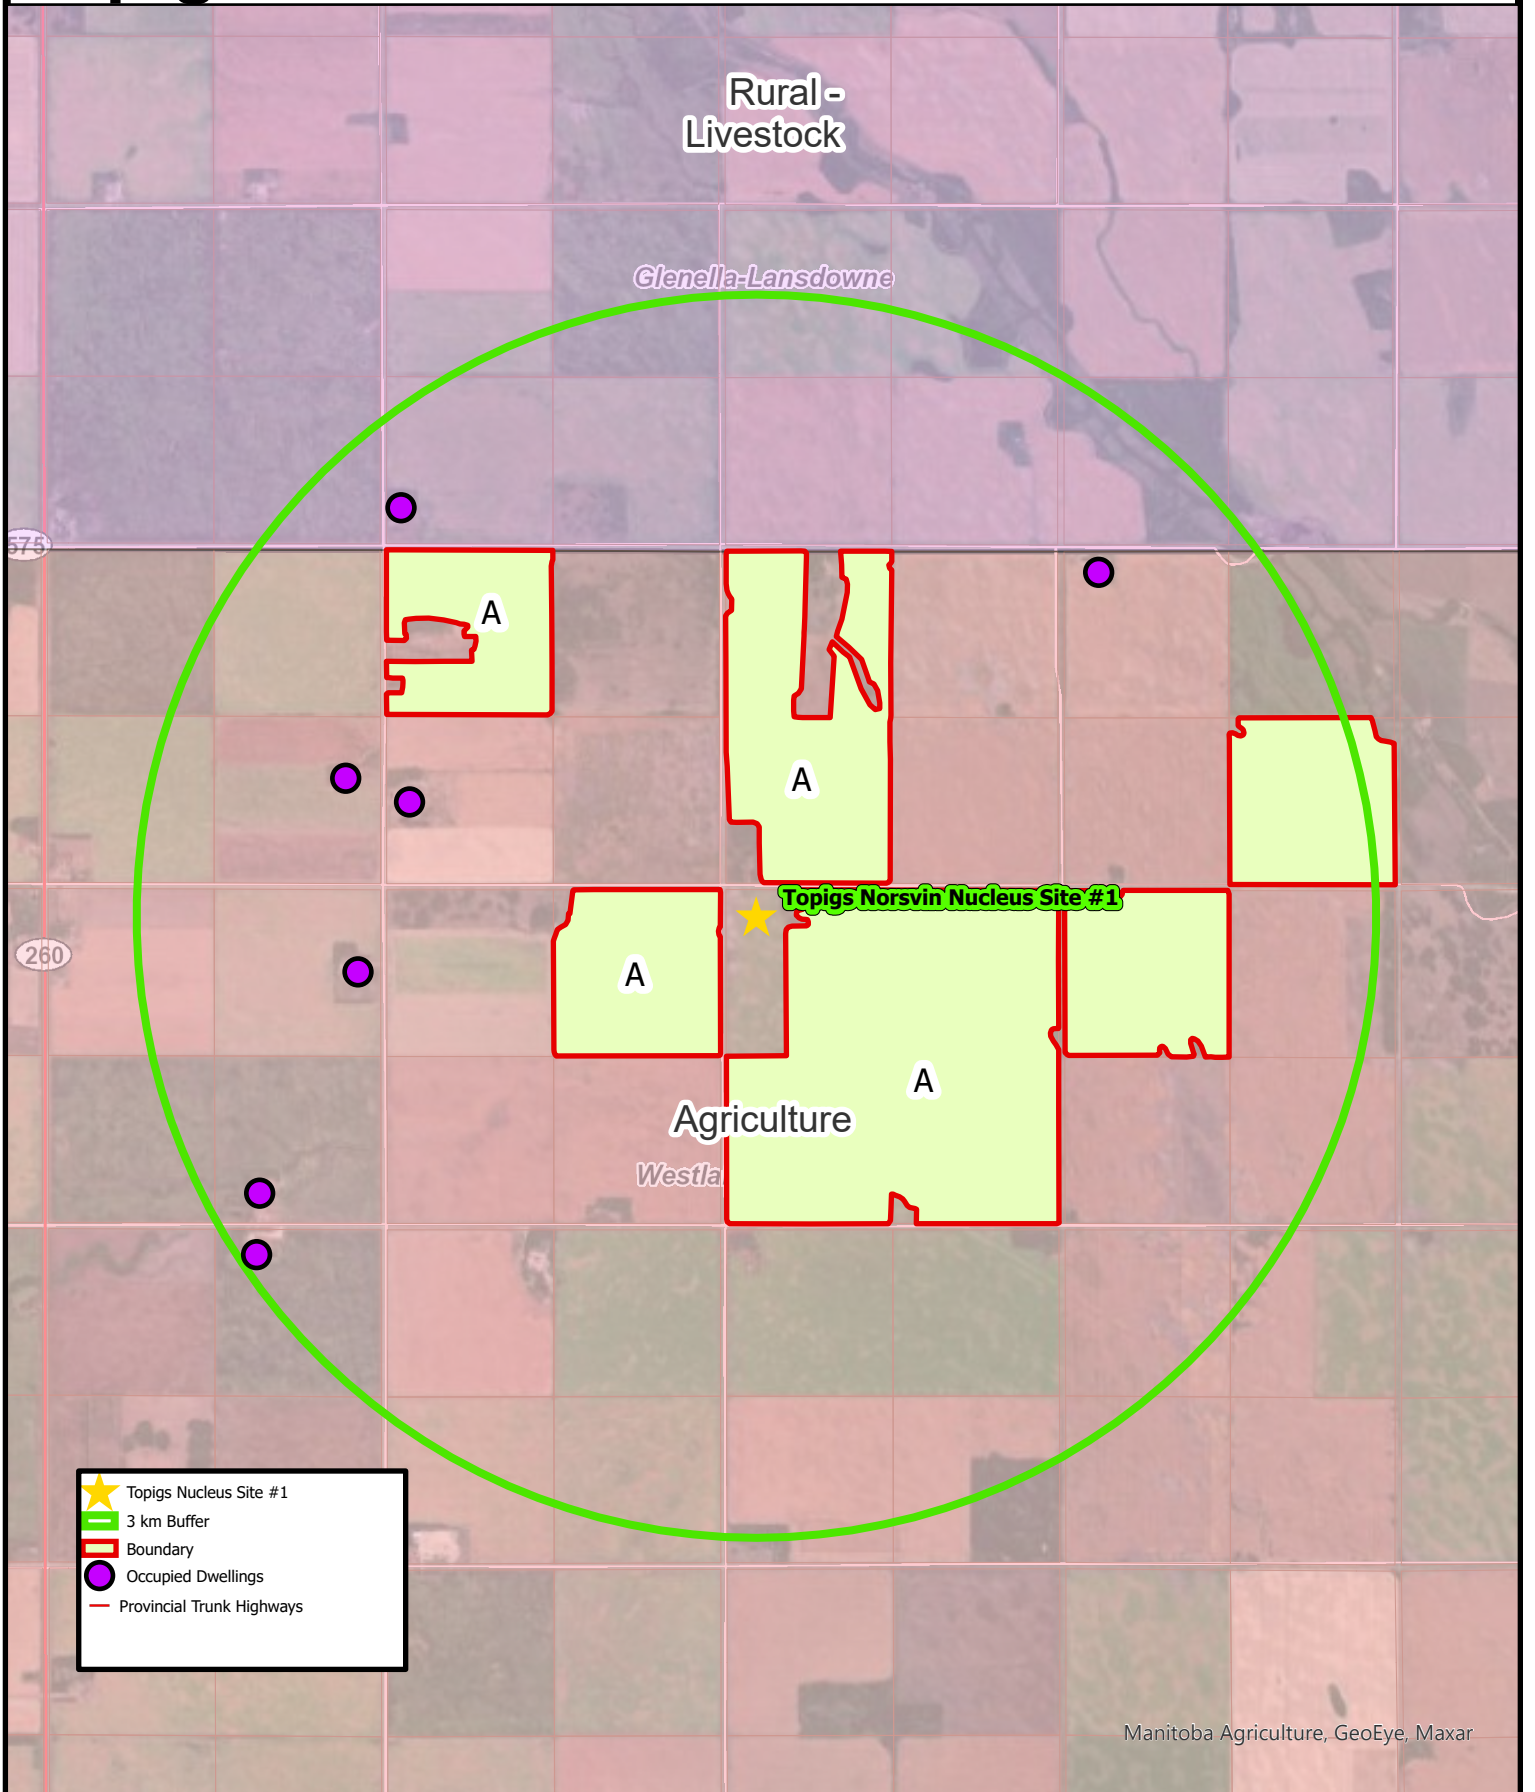 Rural -
Livestock
Glenella-Lansdowne
575
A
A
Topigs Norsvin Nucleus Site #1
260
A
A
Agriculture
Westla
Topigs Nucleus Site #1
3 km Buffer
Boundary
Occupied Dwellings
Provincial Trunk Highways
Manitoba Agriculture, GeoEye, Maxar